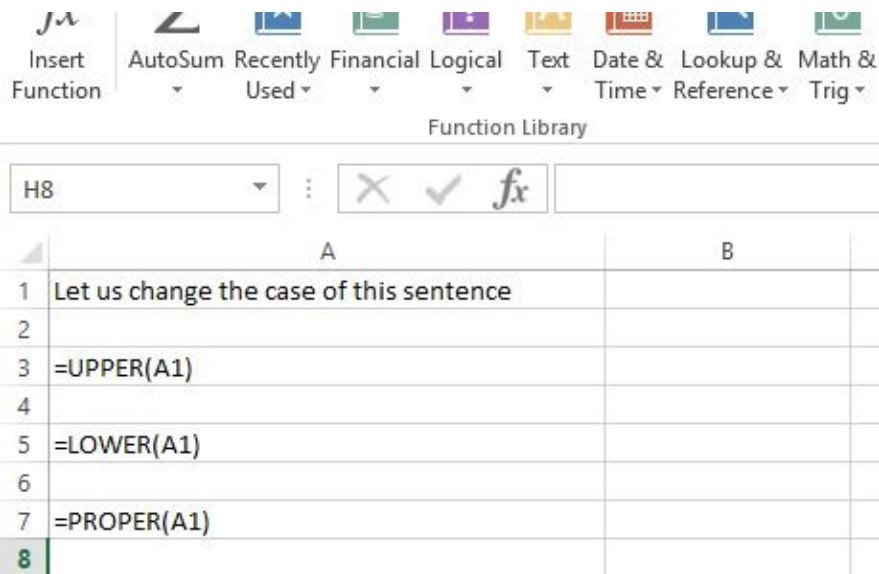 fx
Insert Function
AutoSum
Recently Used
Financial
Logical
Text
Date & Time
Lookup & Reference
Math & Trig
Function Library
H8
fx
A B
1 Let us change the case of this sentence
2
3 =UPPER(A1)
4
5 =LOWER(A1)
6
7 =PROPER(A1)
8